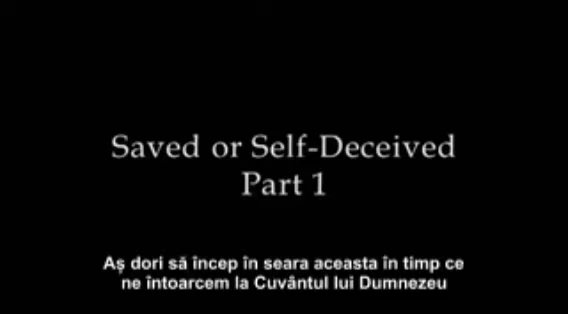 Saved or Self-Deceived
Part 1
Aș dori să încep în seara aceasta în timp ce
ne întoarcem la Cuvântul lui Dumnezeu